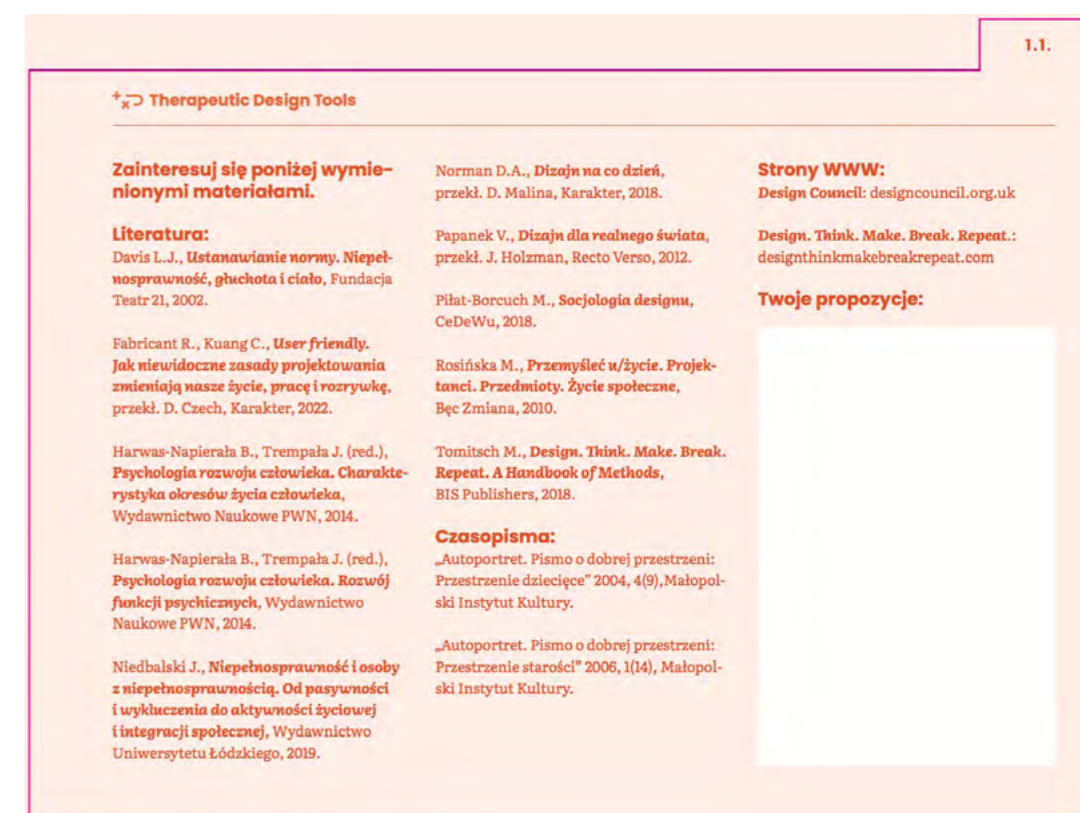 1.1.
Therapeutic Design Tools
Zainteresuj się poniżej wymie-
nionymi materiałami.
Literatura:
Davis L.J., Ustanawianie normy. Niepeł-
nosprawność, głuchota i ciało, Fundacja
Teatr 21, 2002.
Fabricant R., Kuang C., User friendly.
Jak niewidoczne zasady projektowania
zmieniają nasze życie, pracę i rozrywkę,
przekł. D. Czech, Karakter, 2022.
Harwas-Napierała B., Trempała J. (red.),
Psychologia rozwoju człowieka. Charakte-
rystyka okresów życia człowieka,
Wydawnictwo Naukowe PWN, 2014.
Harwas-Napierała B., Trempała J. (red.),
Psychologia rozwoju człowieka. Rozwój
funkcji psychicznych, Wydawnictwo
Naukowe PWN, 2014.
Niedbalski J., Niepełnosprawność i osoby
z niepełnosprawnością. Od pasywności
i wykluczenia do aktywności życiowej
i integracji społecznej, Wydawnictwo
Uniwersytetu Łódzkiego, 2019.
Norman D.A., Dizajn na co dzień,
przekł. D. Malina, Karakter, 2018.
Papanek V., Dizajn dla realnego świata,
przekł. J. Holzman, Recto Verso, 2012.
Piłat-Borcuch M., Socjologia designu,
CeDeWu, 2018.
Rosińska M., Przemyśleć u/życie. Projek-
tanci. Przedmioty. Życie społeczne,
Bęc Zmiana, 2010.
Tomitsch M., Design. Think. Make. Break.
Repeat. A Handbook of Methods,
BIS Publishers, 2018.
Czasopisma:
„Autoportret. Pismo o dobrej przestrzeni:
Przestrzenie dziecięce” 2004, 4(9),Małopol-
ski Instytut Kultury.
„Autoportret. Pismo o dobrej przestrzeni:
Przestrzenie starości” 2006, 1(14), Małopol-
ski Instytut Kultury.
Strony WWW:
Design Council: designcouncil.org.uk
Design. Think. Make. Break. Repeat.:
designthinkmakebreakrepeat.com
Twoje propozycje: